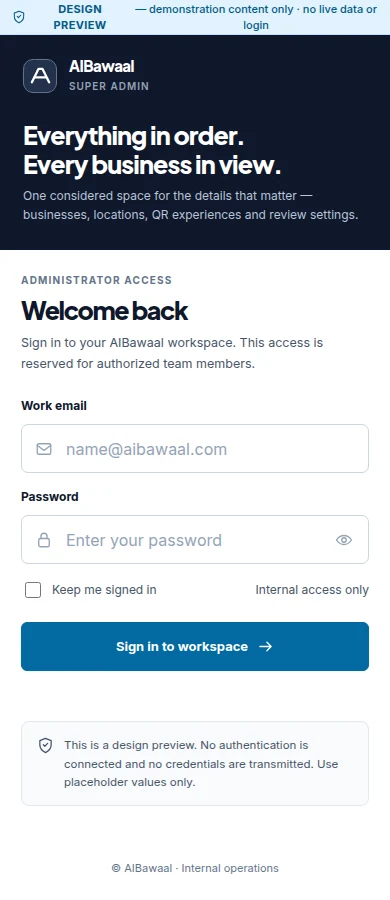 DESIGN PREVIEW — demonstration content only · no live data or login
AIBawaal
SUPER ADMIN
Everything in order.
Every business in view.
One considered space for the details that matter —
businesses, locations, QR experiences and review settings.
ADMINISTRATOR ACCESS
Welcome back
Sign in to your AIBawaal workspace. This access is
reserved for authorized team members.
Work email
name@aibawaal.com
Password
Enter your password
Keep me signed in
Internal access only
Sign in to workspace →
This is a design preview. No authentication is
connected and no credentials are transmitted. Use
placeholder values only.
© AIBawaal · Internal operations